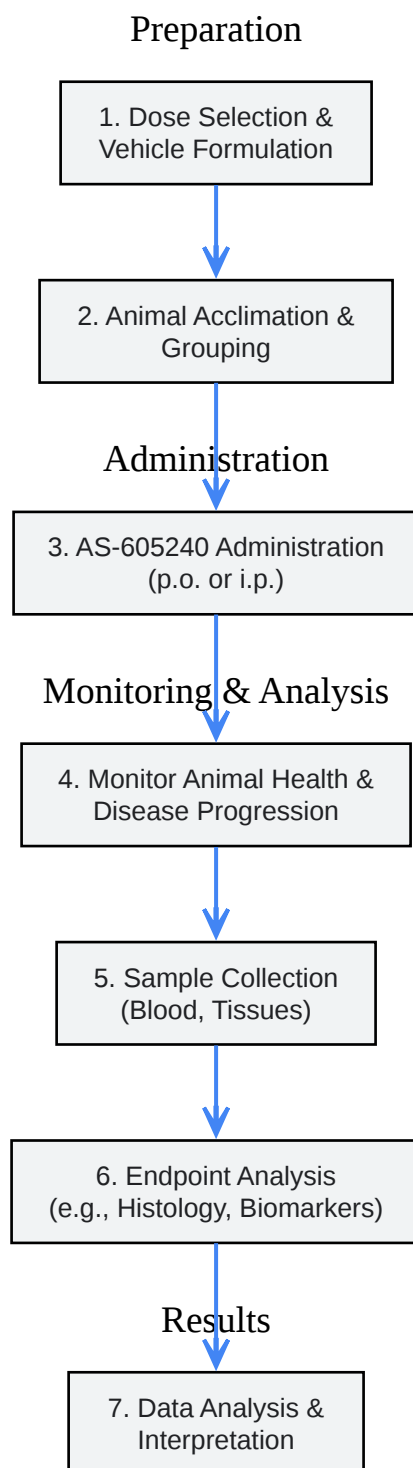 Preparation
1. Dose Selection &
Vehicle Formulation
2. Animal Acclimation &
Grouping
Administration
3. AS-605240 Administration
(p.o. or i.p.)
Monitoring & Analysis
4. Monitor Animal Health &
Disease Progression
5. Sample Collection
(Blood, Tissues)
6. Endpoint Analysis
(e.g., Histology, Biomarkers)
Results
7. Data Analysis &
Interpretation